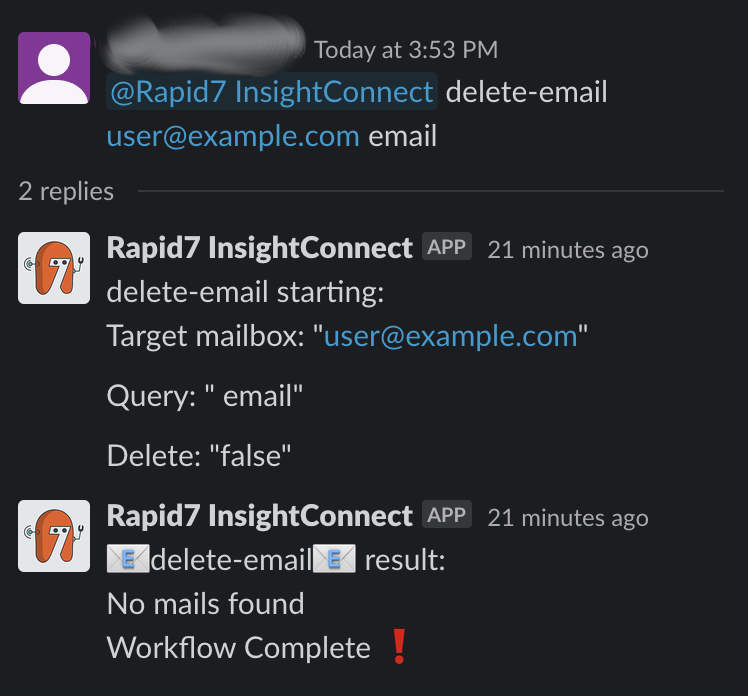 Today at 3:53 PM
@Rapid7 InsightConnect delete-email
user@example.com email
2 replies
Rapid7 InsightConnect APP 21 minutes ago
delete-email starting:
Target mailbox: "user@example.com"
Query: " email"
Delete: "false"
Rapid7 InsightConnect APP 21 minutes ago
📧delete-email📧 result:
No mails found
Workflow Complete ❗